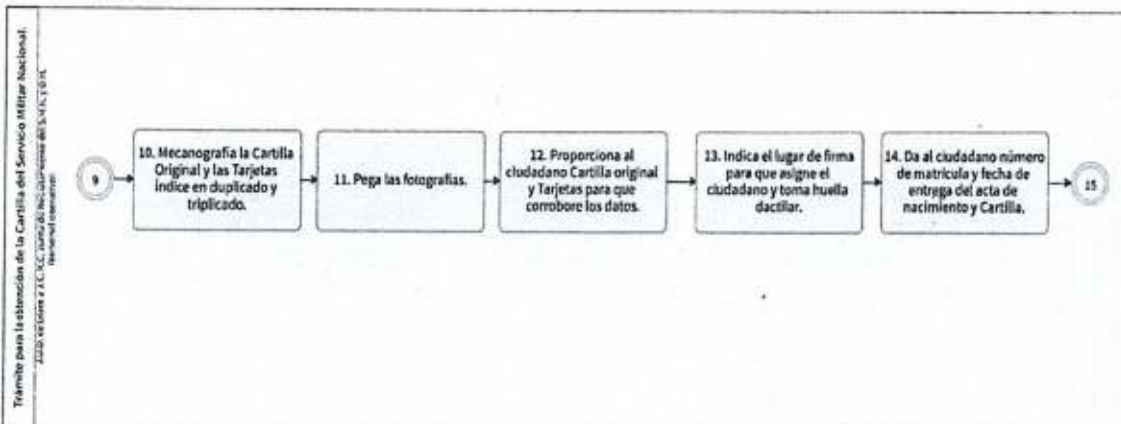 Trámite para la obtención de la Cartilla del Servicio Militar Nacional.
9
10. Mecanografía la Cartilla
Original y las Tarjetas
Índice en duplicado y
triplicado.
11. Pega las fotografías.
12. Proporciona al
ciudadano Cartilla original
y Tarjetas para que
corrobore los datos.
13. Indica el lugar de firma
para que asigne el
ciudadano y toma huella
dactilar.
14. Da al ciudadano número
de matrícula y fecha de
entrega del acta de
nacimiento y Cartilla.
15